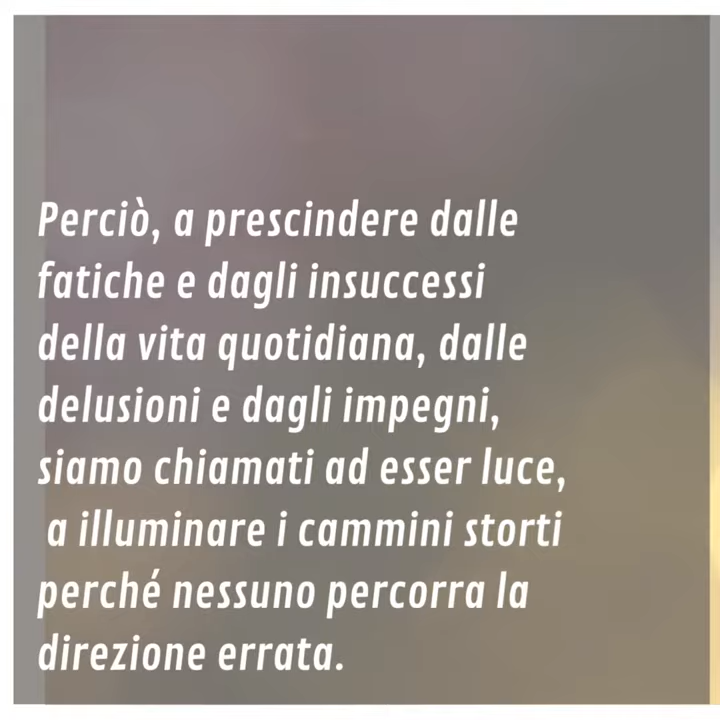 Perciò, a prescindere dalle
fatiche e dagli insuccessi
della vita quotidiana, dalle
delusioni e dagli impegni,
siamo chiamati ad esser luce,
a illuminare i cammini storti
perché nessuno percorra la
direzione errata.